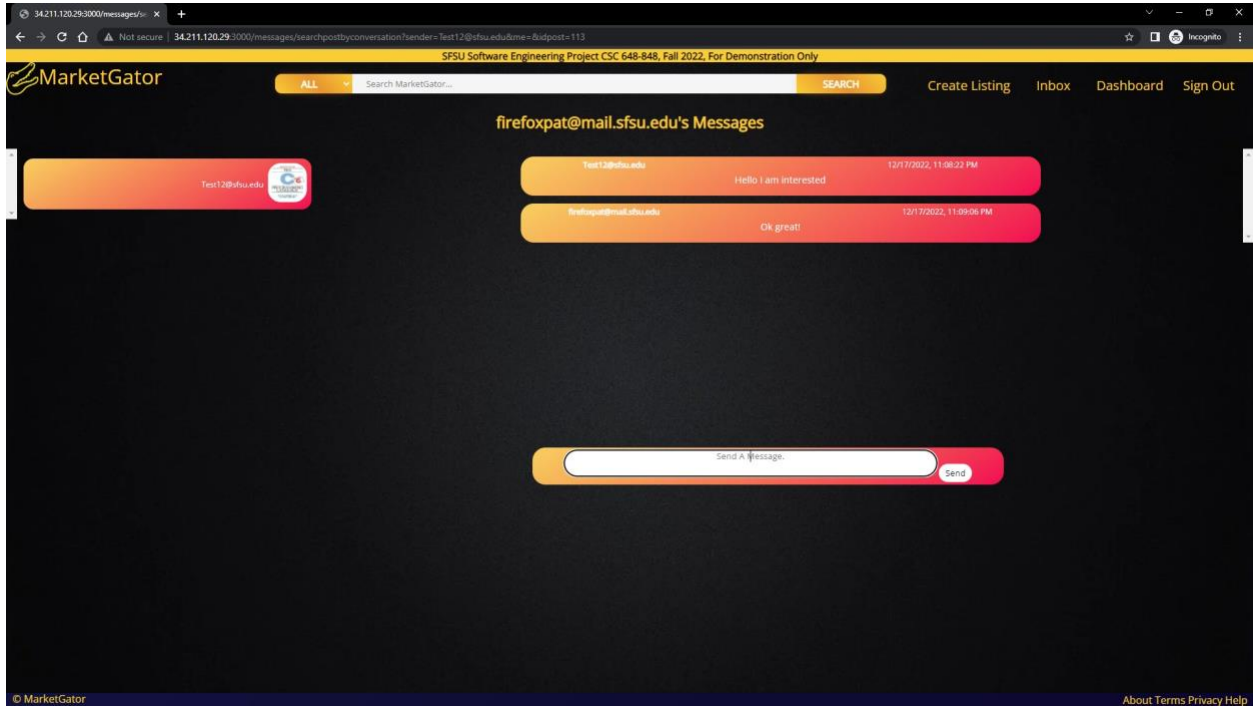 34.211.120.29:3000/messages/se
Not secure | 34.211.120.29:3000/messages/searchpostbyconversation?sender=Test12@sfsu.edu&me=&idpost=113
Incognito
SFSU Software Engineering Project CSC 648-848, Fall 2022, For Demonstration Only
MarketGator
ALL
Search MarketGator...
SEARCH
Create Listing
Inbox
Dashboard
Sign Out
firefoxpat@mail.sfsu.edu's Messages
Test12@sfsu.edu
Test12@sfsu.edu 12/17/2022, 11:08:22 PM
Hello I am interested
firefoxpat@mail.sfsu.edu 12/17/2022, 11:09:06 PM
Ok great!
Send A Message.
Send
© MarketGator
About Terms Privacy Help